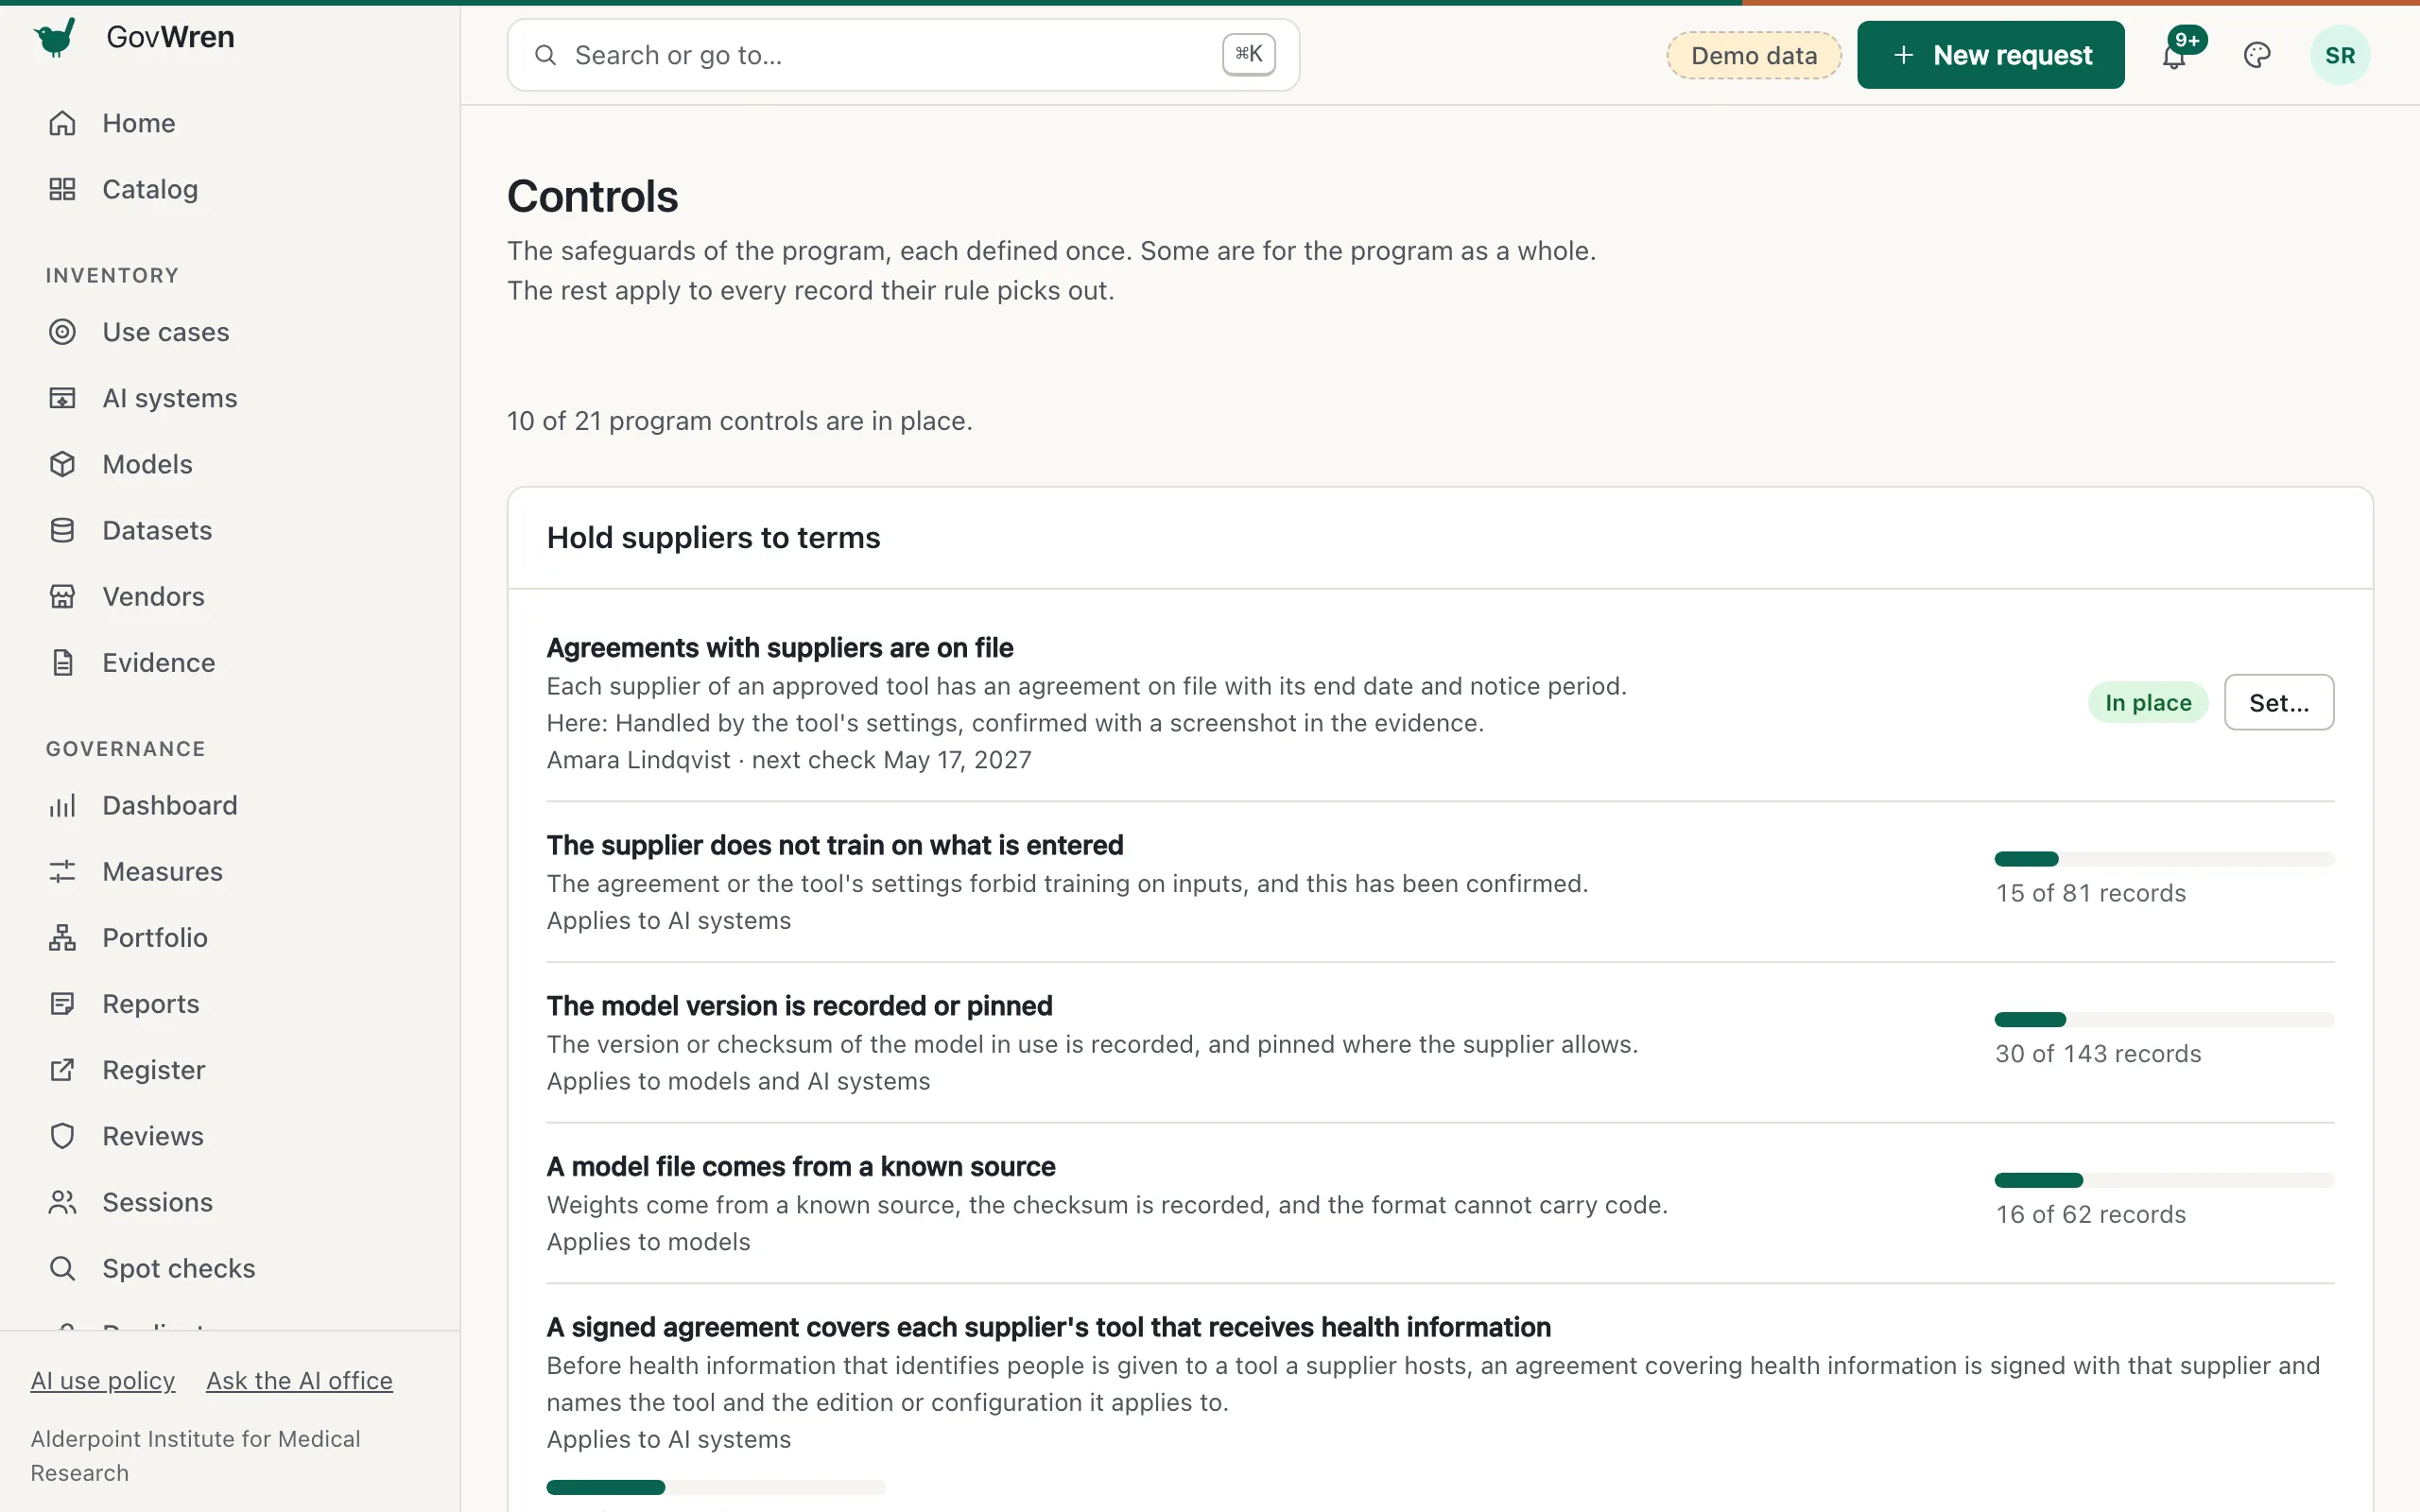 GovWren
Search or go to...
⌘K
Demo data
+ New request
9+
SR
Home
Catalog
INVENTORY
Use cases
AI systems
Models
Datasets
Vendors
Evidence
GOVERNANCE
Dashboard
Measures
Portfolio
Reports
Register
Reviews
Sessions
Spot checks
AI use policy
Ask the AI office
Alderpoint Institute for Medical
Research
Controls
The safeguards of the program, each defined once. Some are for the program as a whole.
The rest apply to every record their rule picks out.
10 of 21 program controls are in place.
Hold suppliers to terms
Agreements with suppliers are on file
Each supplier of an approved tool has an agreement on file with its end date and notice period.
Here: Handled by the tool's settings, confirmed with a screenshot in the evidence.
Amara Lindqvist · next check May 17, 2027
In place
Set...
The supplier does not train on what is entered
The agreement or the tool's settings forbid training on inputs, and this has been confirmed.
Applies to AI systems
15 of 81 records
The model version is recorded or pinned
The version or checksum of the model in use is recorded, and pinned where the supplier allows.
Applies to models and AI systems
30 of 143 records
A model file comes from a known source
Weights come from a known source, the checksum is recorded, and the format cannot carry code.
Applies to models
16 of 62 records
A signed agreement covers each supplier's tool that receives health information
Before health information that identifies people is given to a tool a supplier hosts, an agreement covering health information is signed with that supplier and
names the tool and the edition or configuration it applies to.
Applies to AI systems